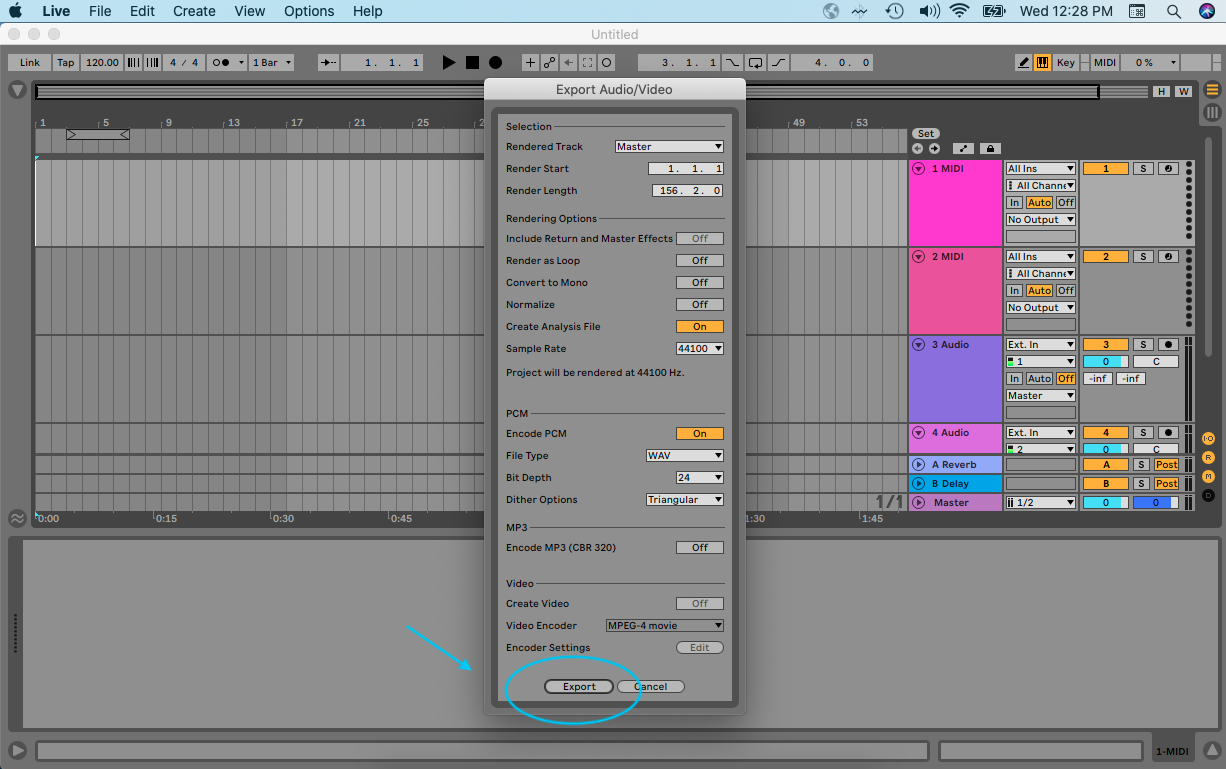 Live File Edit Create View Options Help Wed 12:28 PM
Untitled
Link Tap 120.00 4 / 4 1 Bar 1. 1. 1 3. 1. 1 4. 0. 0 Key MIDI 0 %
H W
1 5 9 13 17 21 25 2 49 53
Set
Export Audio/Video
Selection
Rendered Track Master
Render Start 1. 1. 1
Render Length 156. 2. 0
Rendering Options
Include Return and Master Effects Off
Render as Loop Off
Convert to Mono Off
Normalize Off
Create Analysis File On
Sample Rate 44100
Project will be rendered at 44100 Hz.
PCM
Encode PCM On
File Type WAV
Bit Depth 24
Dither Options Triangular
MP3
Encode MP3 (CBR 320) Off
Video
Create Video Off
Video Encoder MPEG-4 movie
Encoder Settings Edit
Export Cancel
1 MIDI All Ins 1 S
All Channe
In Auto Off
No Output
2 MIDI All Ins 2 S
All Channe
In Auto Off
No Output
3 Audio Ext. In 3 S
1 0 C
In Auto Off -inf -inf
Master
4 Audio Ext. In 4 S
2 0 C
A Reverb A S Post
B Delay B S Post
1/1 Master 1/2 0 0
I·O
R
M
D
0:00 0:15 0:30 0:45 1:30 1:45
1-MIDI